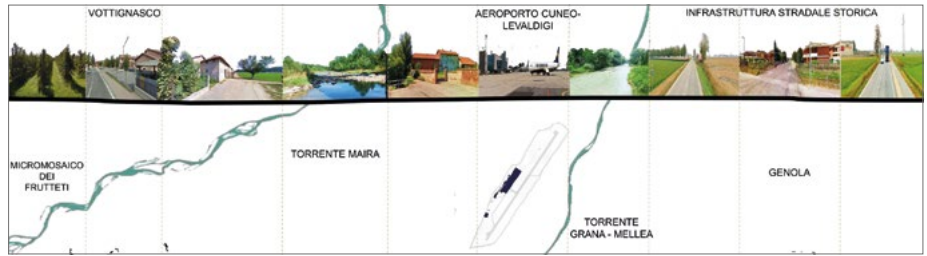 VOTTIGNASCO
AEROPORTO CUNEO-
LEVALDIGI
INFRASTRUTTURA STRADALE STORICA
MICROMOSAICO
DEI
FRUTTETI
TORRENTE MAIRA
TORRENTE
GRANA - MELLEA
GENOLA